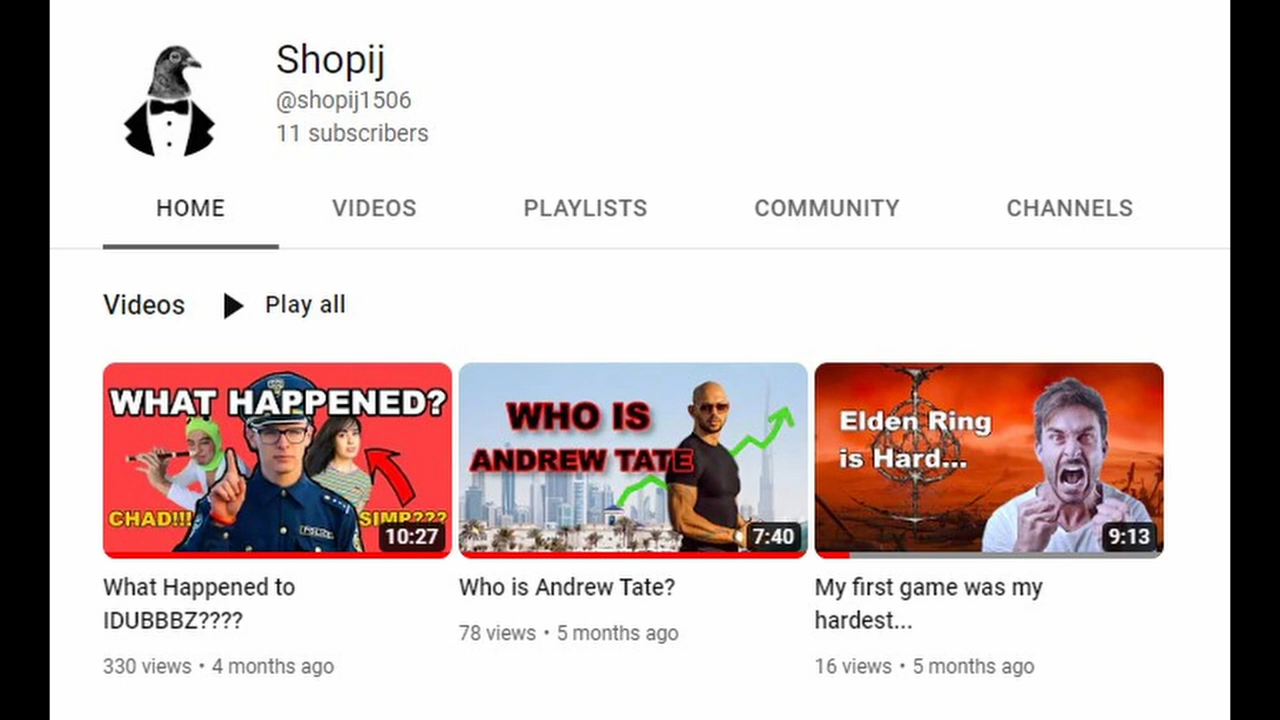 Shopij
@shopij1506
11 subscribers
HOME VIDEOS PLAYLISTS COMMUNITY CHANNELS
Videos Play all
WHAT HAPPENED?
CHAD!!!
SIMP???
POLICE
10:27
WHO IS
ANDREW TATE
7:40
Elden Ring
is Hard...
9:13
What Happened to
IDUBBBZ????
330 views • 4 months ago
Who is Andrew Tate?
78 views • 5 months ago
My first game was my
hardest...
16 views • 5 months ago